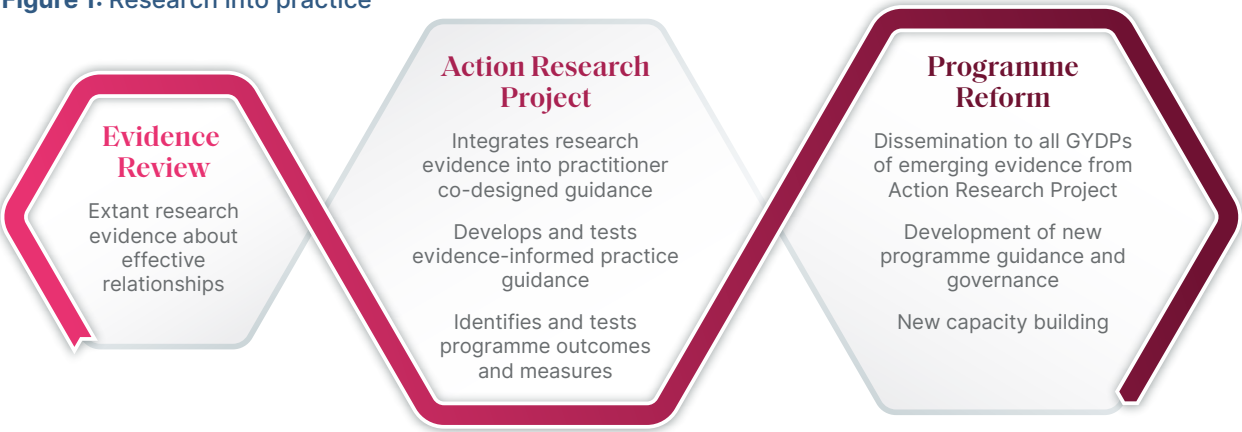 Figure 1: Research into practice
Evidence
Review
Extant research
evidence about
effective
relationships
Action Research
Project
Integrates research
evidence into practitioner
co-designed guidance
Develops and tests
evidence-informed practice
guidance
Identifies and tests
programme outcomes
and measures
Programme
Reform
Dissemination to all GYDPs
of emerging evidence from
Action Research Project
Development of new
programme guidance and
governance
New capacity building